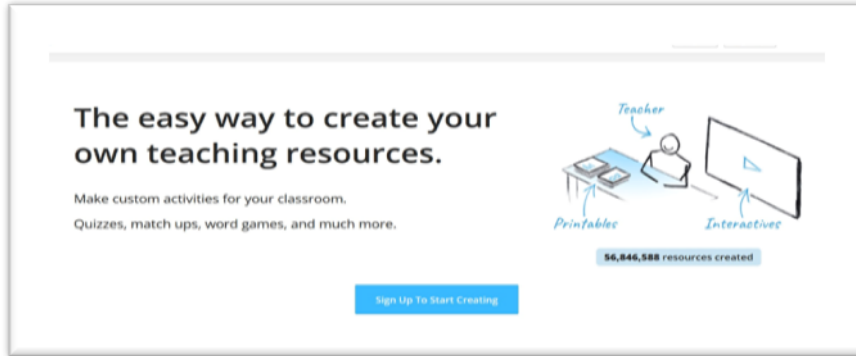 The easy way to create your
own teaching resources.
Make custom activities for your classroom.
Quizzes, match ups, word games, and much more.
Teacher
Printables
Interactives
56,846,588 resources created
Sign Up To Start Creating